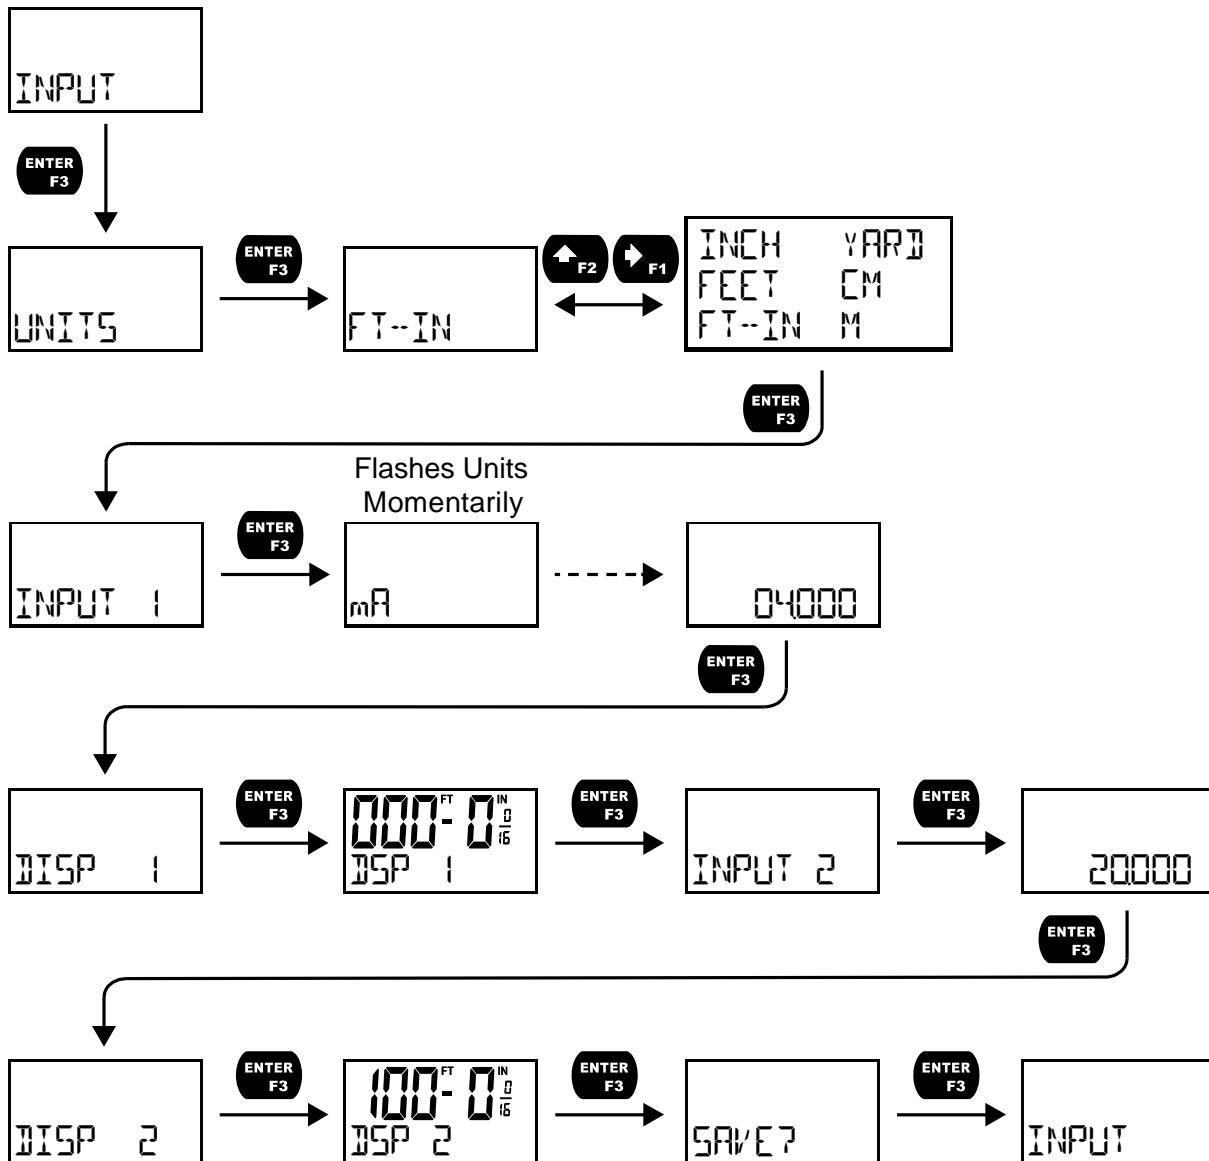 INPUT
ENTER
F3
UNITS
ENTER
F3
FT--IN
F2
F1
INCH YARD
FEET CM
FT--IN M
ENTER
F3
INPUT 1
ENTER
F3
Flashes Units
Momentarily
mA
04.000
ENTER
F3
DISP 1
ENTER
F3
000 FT - 0 IN 0/16
DSP 1
ENTER
F3
INPUT 2
ENTER
F3
20.000
ENTER
F3
DISP 2
ENTER
F3
100 FT - 0 IN 0/16
DSP 2
ENTER
F3
SAVE?
ENTER
F3
INPUT